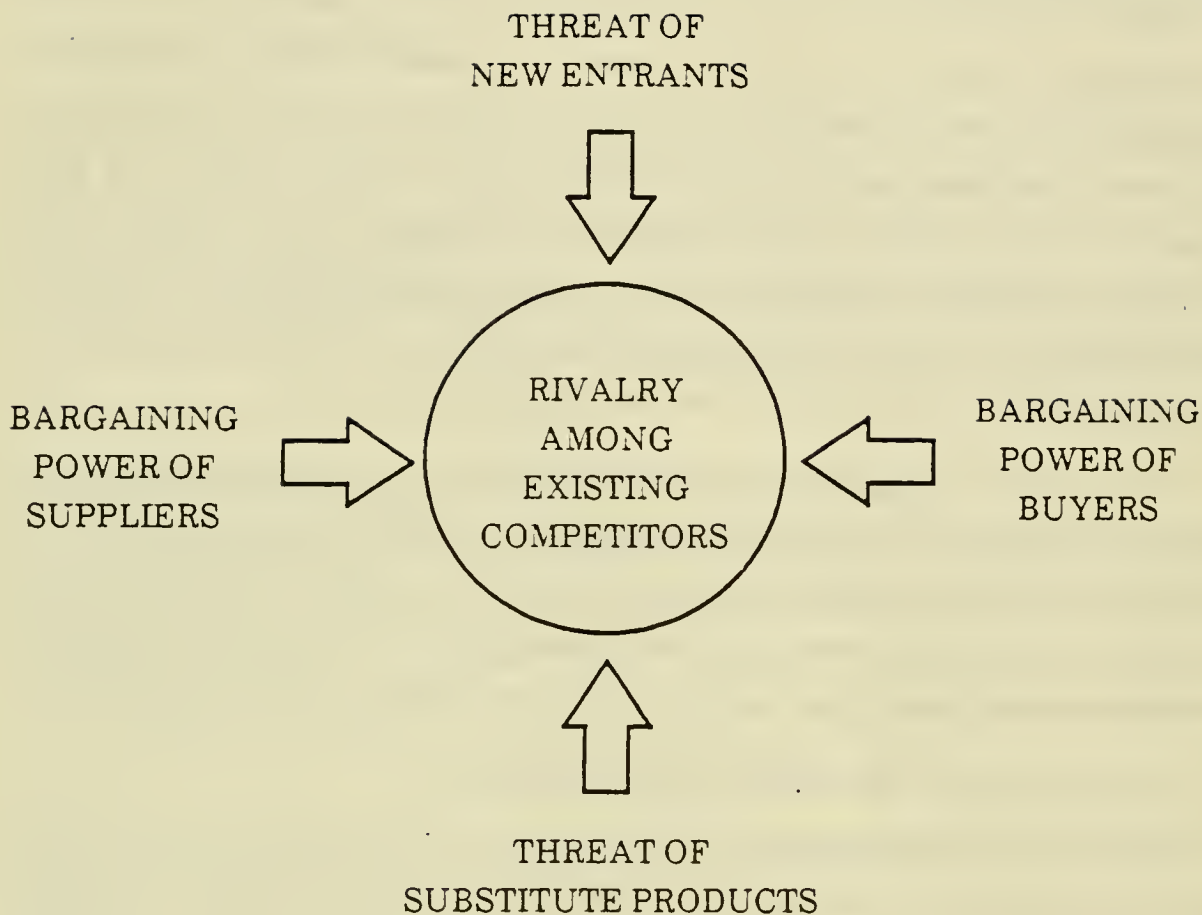 THREAT OF
NEW ENTRANTS
BARGAINING
POWER OF
SUPPLIERS
RIVALRY
AMONG
EXISTING
COMPETITORS
BARGAINING
POWER OF
BUYERS
THREAT OF
SUBSTITUTE PRODUCTS